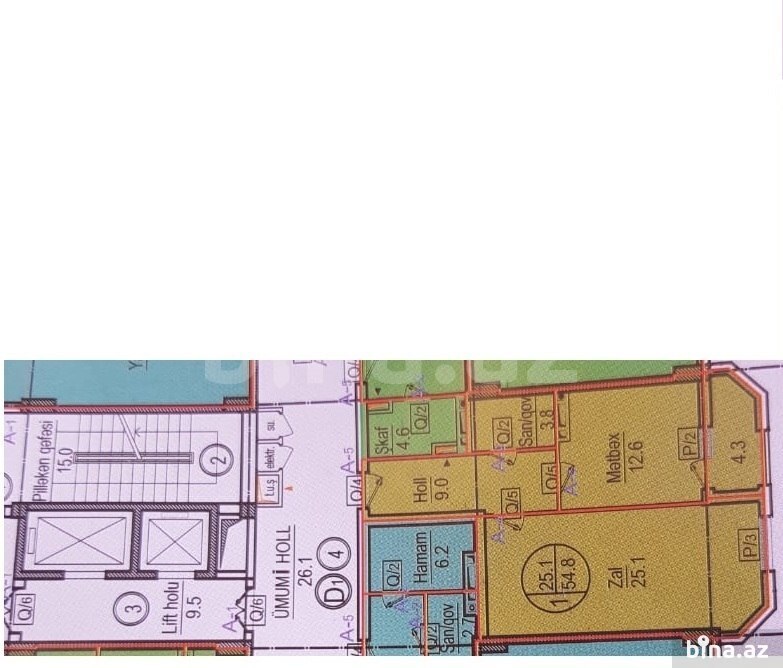 bina.az
Y
A-1
Pilləkən qəfəsi
15.0
2
su.
elektr.
t.u.ş
A-5
A-5
Q/4
Şkaf
4.6
Q/2
San/qov
3.8
Q/2
Holl
9.0
Q/5
Q/5
Mətbəx
12.6
P/2
4.3
ÜMUMİ HOLL
26.1
D1
4
Hamam
6.2
Q/2
1
25.1
54.8
Zal
25.1
P/3
Q/6
3
Lift holu
9.5
A-1
Q/6
A-5
Q/2
San/qov
2.7
bina.az